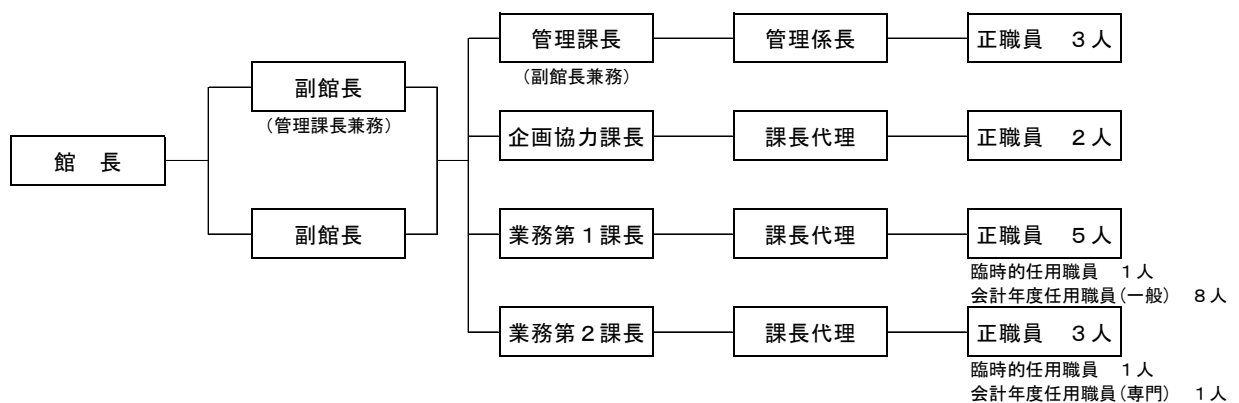 館　長
副館長
（管理課長兼務）
副館長
管理課長
（副館長兼務）
管理係長
正職員　３人
企画協力課長
課長代理
正職員　２人
業務第１課長
課長代理
正職員　５人
臨時的任用職員　１人
会計年度任用職員(一般)　８人
業務第２課長
課長代理
正職員　３人
臨時的任用職員　１人
会計年度任用職員(専門)　１人